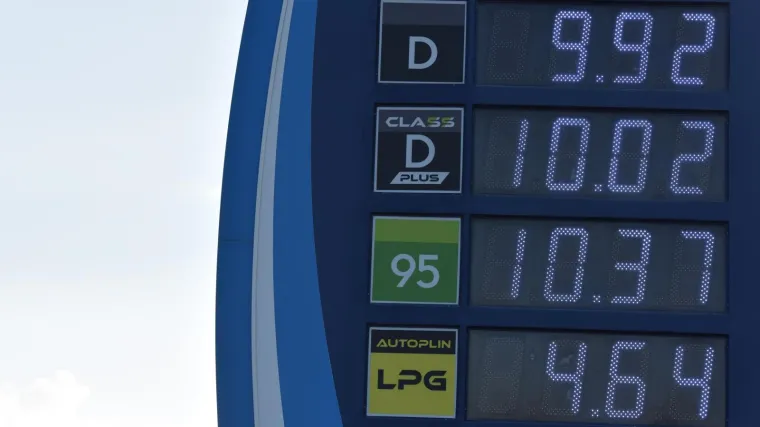 D 9.92
CLASS
D 10.02
PLUS
95 10.37
AUTOPLIN
LPG 4.64